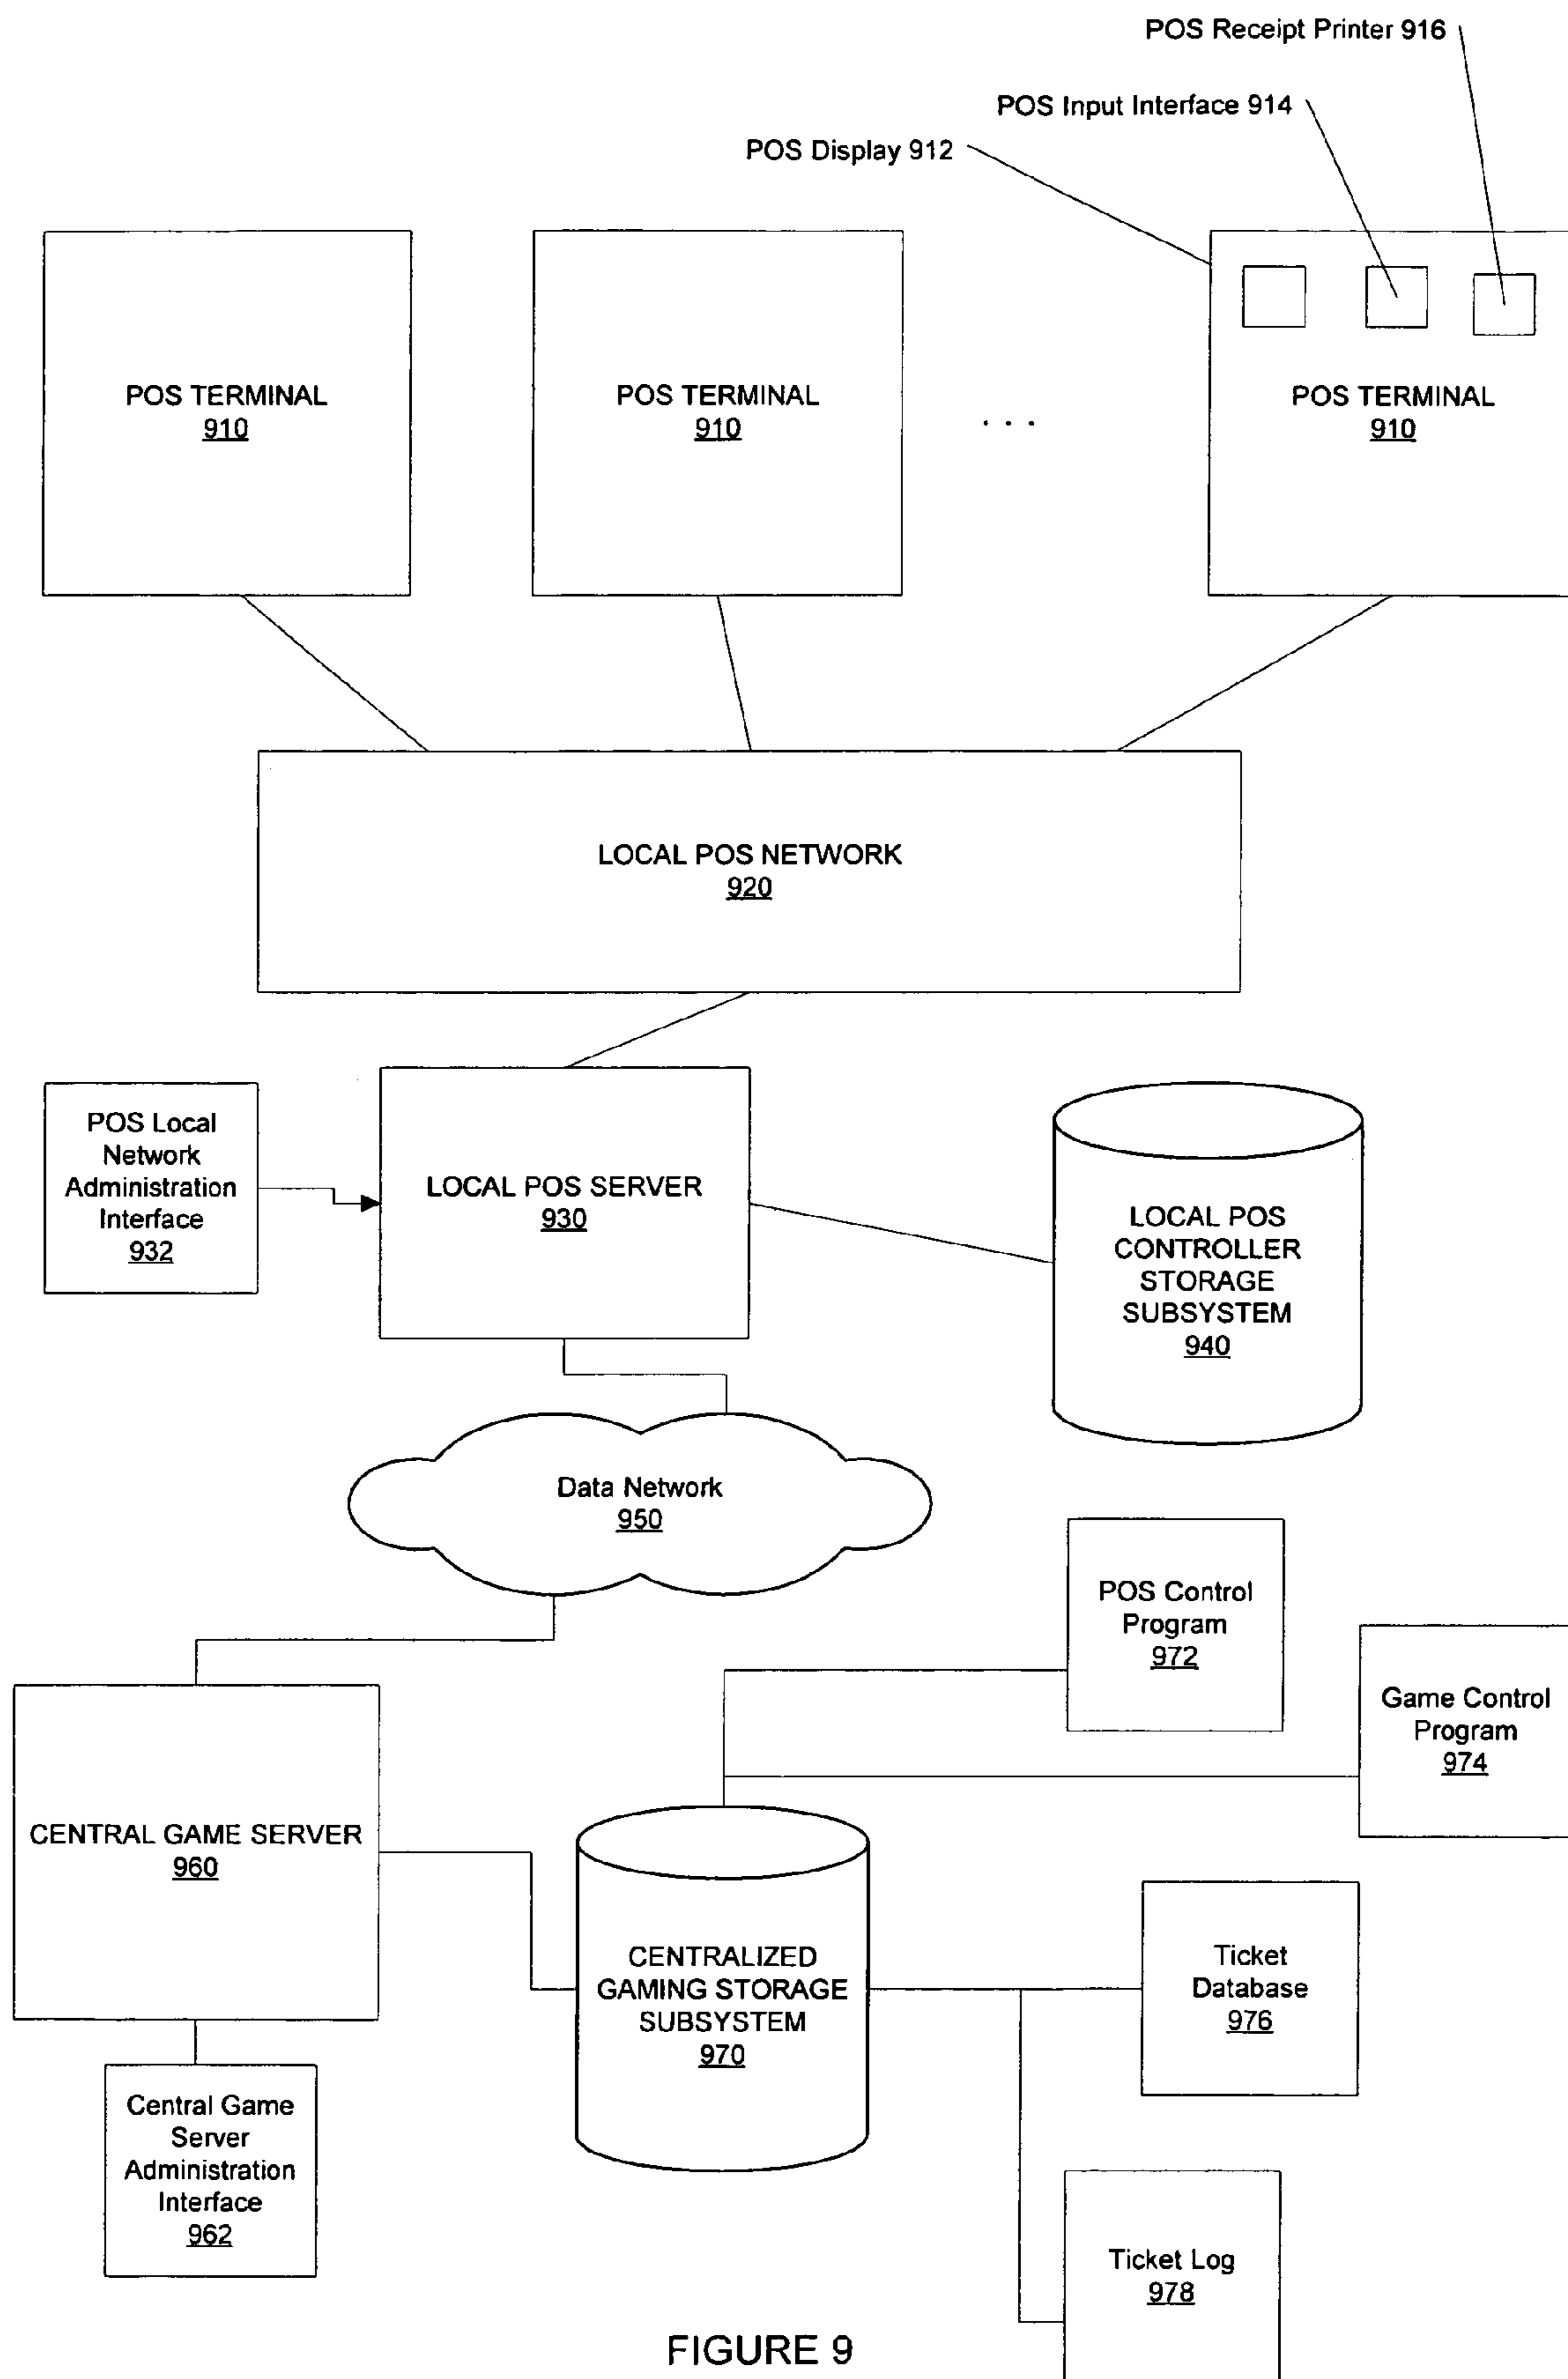 POS Receipt Printer 916
POS Input Interface 914
POS Display 912
POS TERMINAL
910
POS TERMINAL
910
. . .
POS TERMINAL
910
LOCAL POS NETWORK
920
POS Local
Network
Administration
Interface
932
LOCAL POS SERVER
930
LOCAL POS
CONTROLLER
STORAGE
SUBSYSTEM
940
Data Network
950
POS Control
Program
972
Game Control
Program
974
CENTRAL GAME SERVER
960
CENTRALIZED
GAMING STORAGE
SUBSYSTEM
970
Ticket
Database
976
Central Game
Server
Administration
Interface
962
Ticket Log
978
FIGURE 9